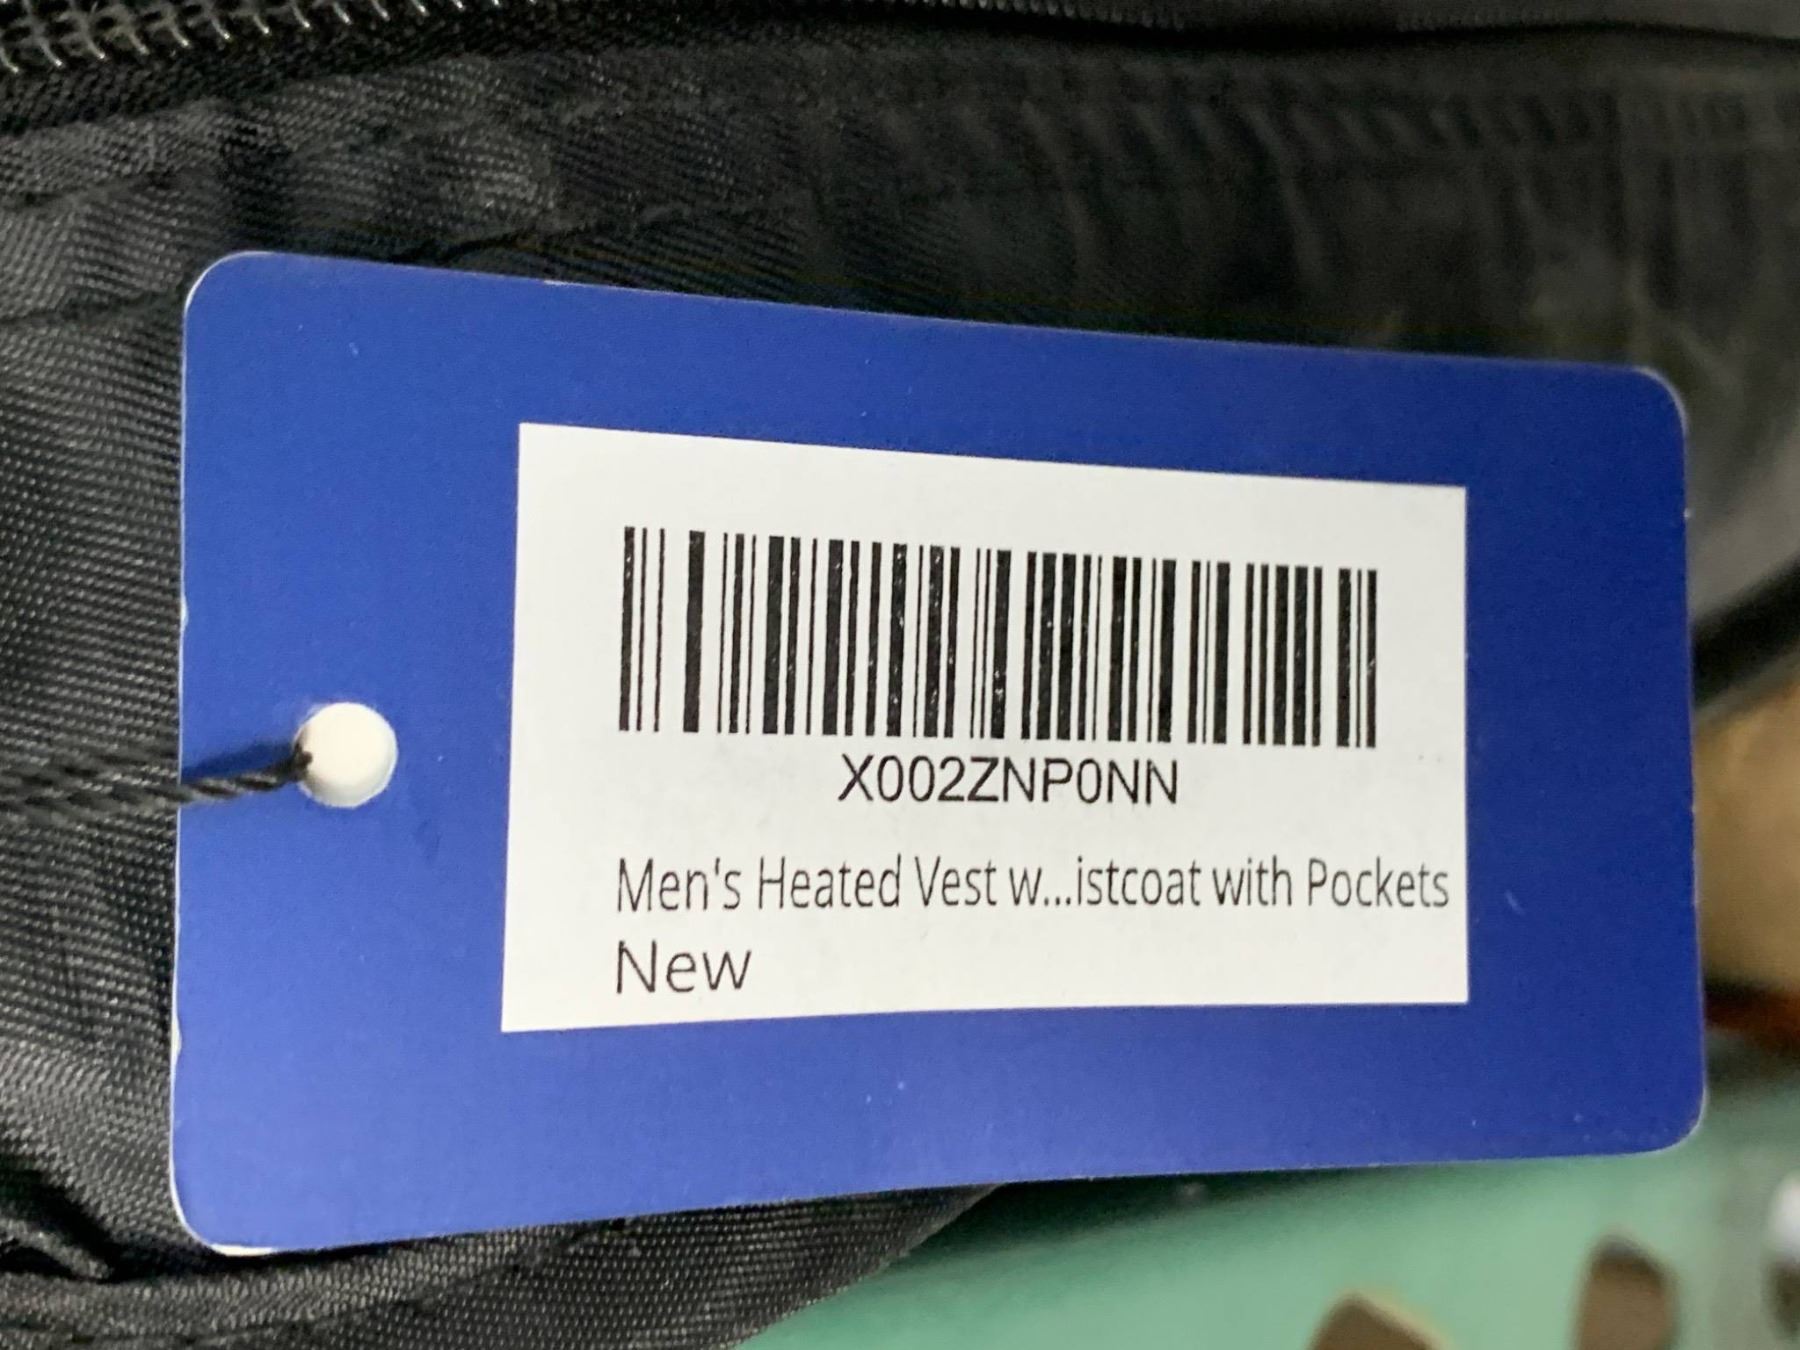 X002ZNP0NN
Men's Heated Vest w...istcoat with Pockets
New